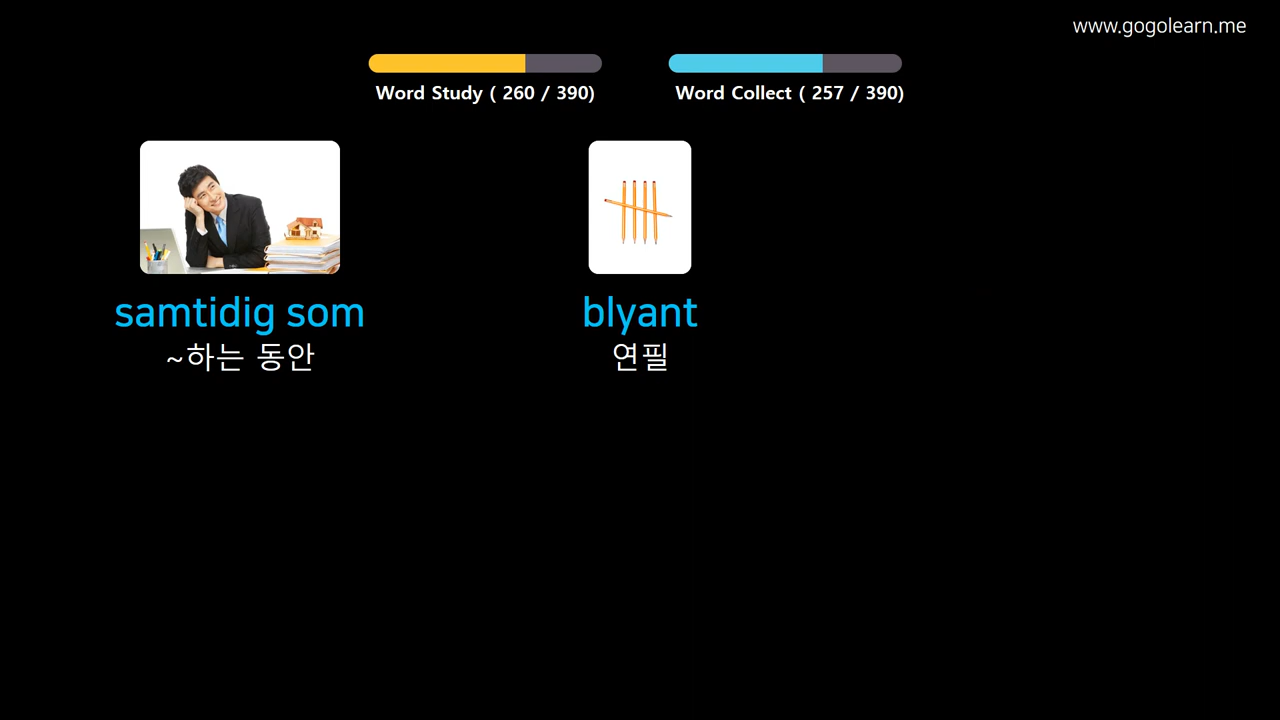 www.gogolearn.me
Word Study ( 260 / 390)
Word Collect ( 257 / 390)
samtidig som
~하는 동안
blyant
연필